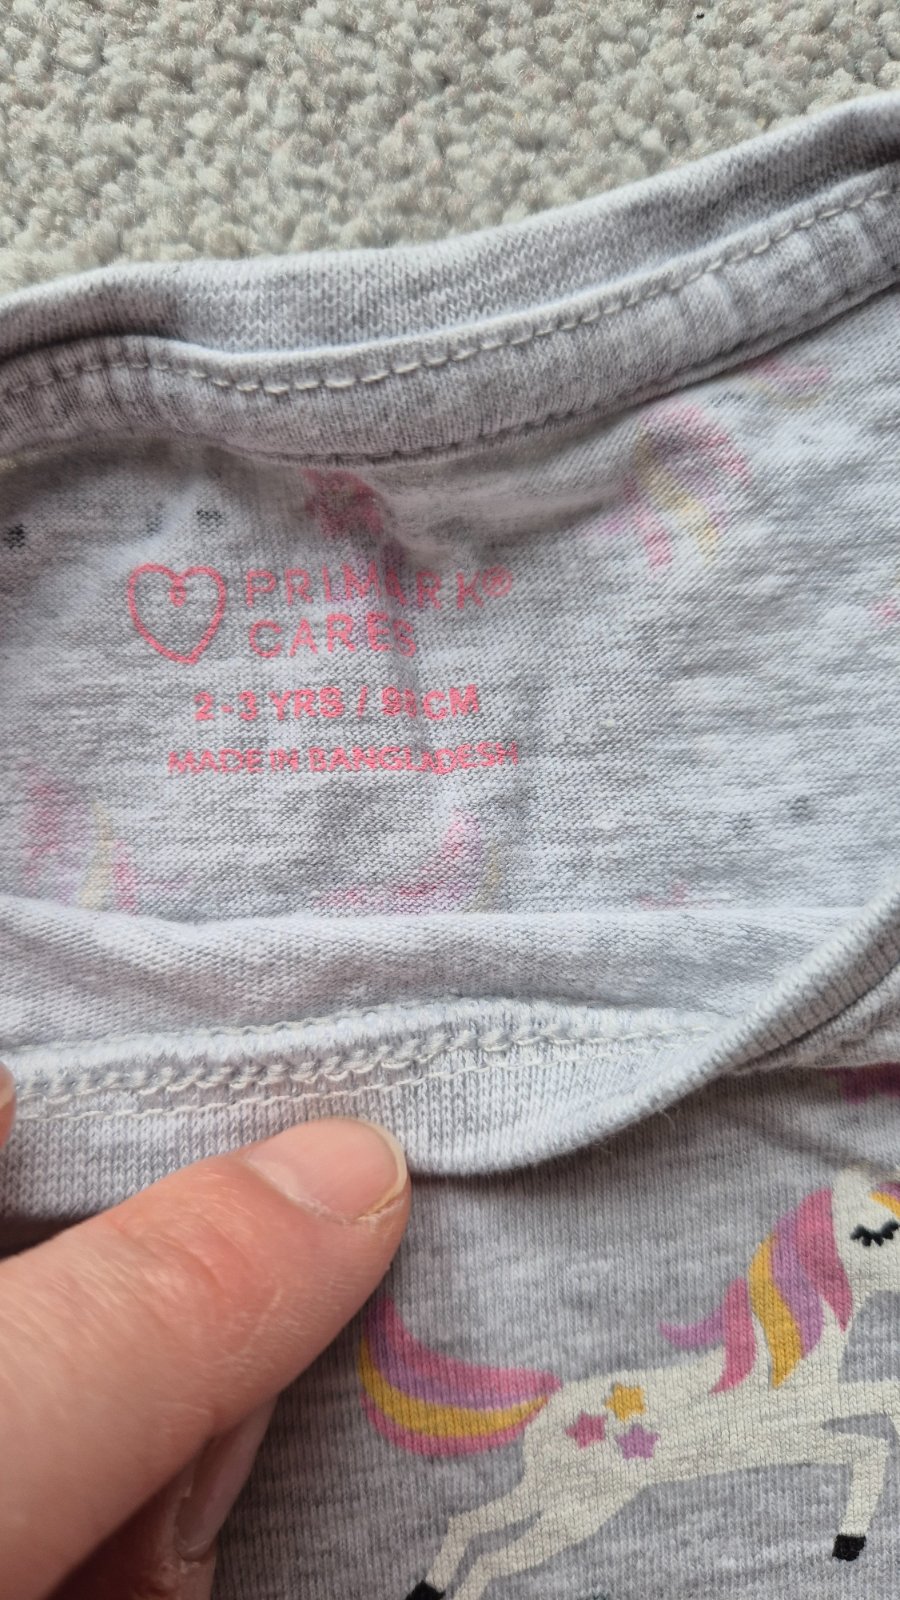 PRIMARK®
CARES
2-3 YRS / 98 CM
MADE IN BANGLADESH